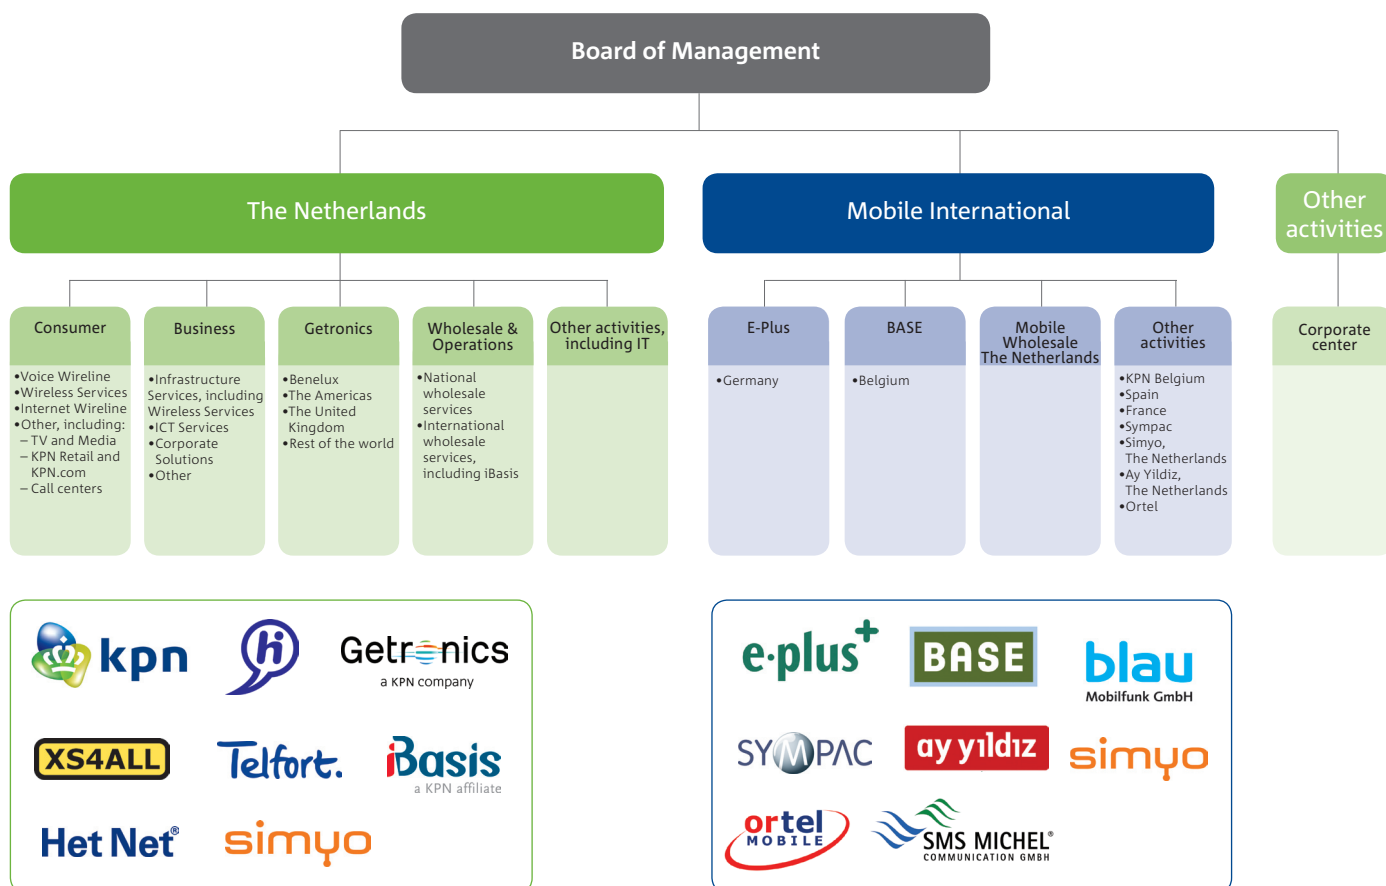 Board of Management
The Netherlands
Mobile International
Other
activities
Consumer
•Voice Wireline
•Wireless Services
•Internet Wireline
•Other, including:
– TV and Media
– KPN Retail and
KPN.com
– Call centers
Business
•Infrastructure
Services, including
Wireless Services
•ICT Services
•Corporate
Solutions
•Other
Getronics
•Benelux
•The Americas
•The United
Kingdom
•Rest of the world
Wholesale &
Operations
•National
wholesale
services
•International
wholesale
services,
including iBasis
Other activities,
including IT
E-Plus
•Germany
BASE
•Belgium
Mobile
Wholesale
The Netherlands
Other
activities
•KPN Belgium
•Spain
•France
•Sympac
•Simyo,
The Netherlands
•Ay Yildiz,
The Netherlands
•Ortel
Corporate
center
kpn
hi
Getronics
a KPN company
XS4ALL
Telfort.
iBasis
a KPN affiliate
Het Net®
simyo
e·plus+
BASE
blau
Mobilfunk GmbH
SYMPAC
ay yıldız
simyo
ortel
MOBILE
SMS MICHEL®
COMMUNICATION GMBH